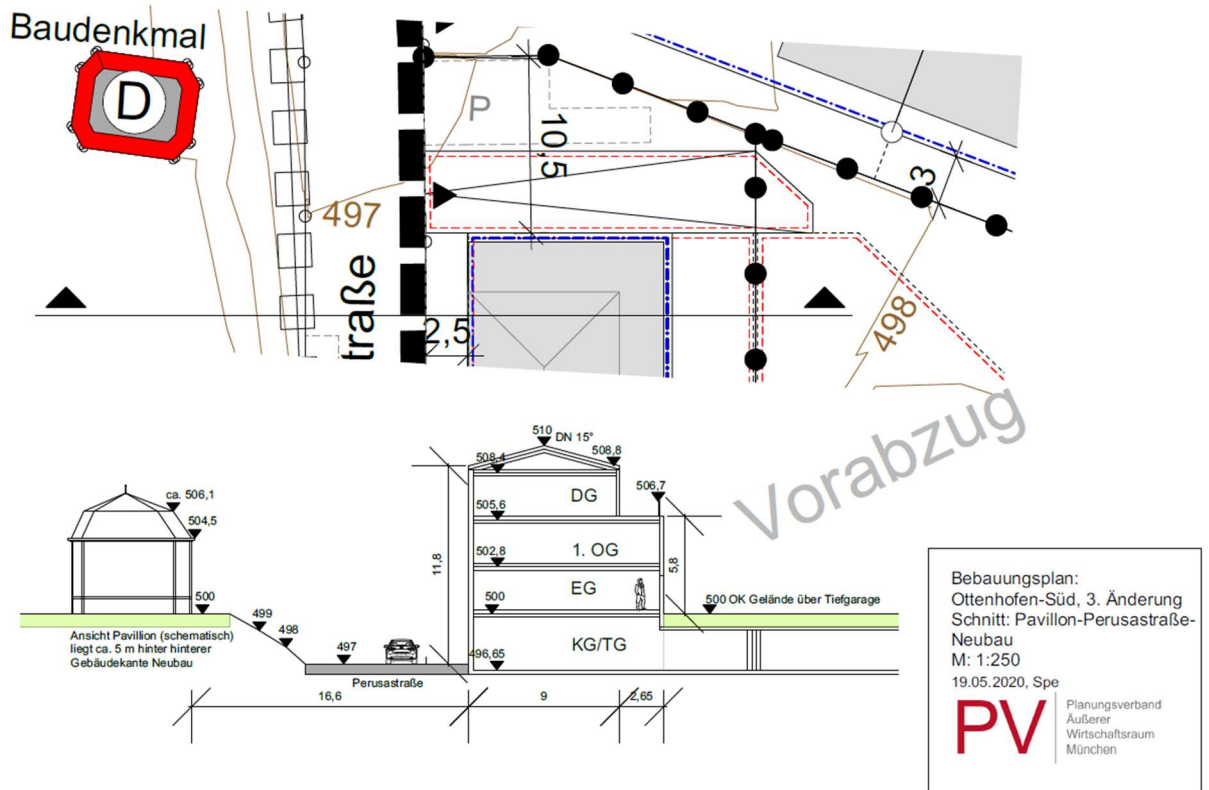 Baudenkmal
D
P
10,5
3
497
traße
2,5
498
Vorabzug
510 DN 15°
508,4
508,8
DG
506,7
505,6
1. OG
502,8
11,8
5,8
EG
500
500 OK Gelände über Tiefgarage
KG/TG
496,65
ca. 506,1
504,5
500
499
498
497
Ansicht Pavillion (schematisch)
liegt ca. 5 m hinter hinterer
Gebäudekante Neubau
Perusastraße
16,6
9
2,65
Bebauungsplan:
Ottenhofen-Süd, 3. Änderung
Schnitt: Pavillon-Perusastraße-
Neubau
M: 1:250
19.05.2020, Spe
PV
Planungsverband
Äußerer
Wirtschaftsraum
München